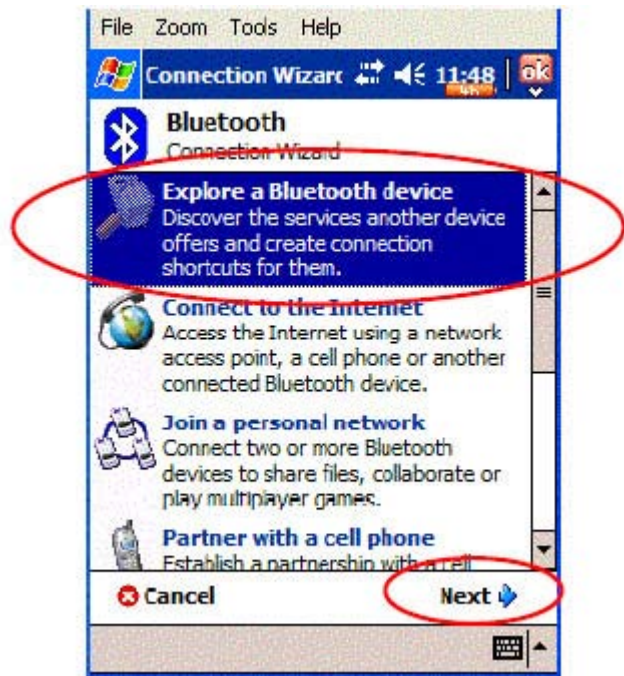 File Zoom Tools Help
Connection Wizarc 11:48 ok
Bluetooth
Connection Wizard
Explore a Bluetooth device
Discover the services another device
offers and create connection
shortcuts for them.
Connect to the Internet
Access the Internet using a network
access point, a cell phone or another
connected Bluetooth device.
Join a personal network
Connect two or more Bluetooth
devices to share files, collaborate or
play multiplayer games.
Partner with a cell phone
Establish a partnership with a cell
Cancel Next